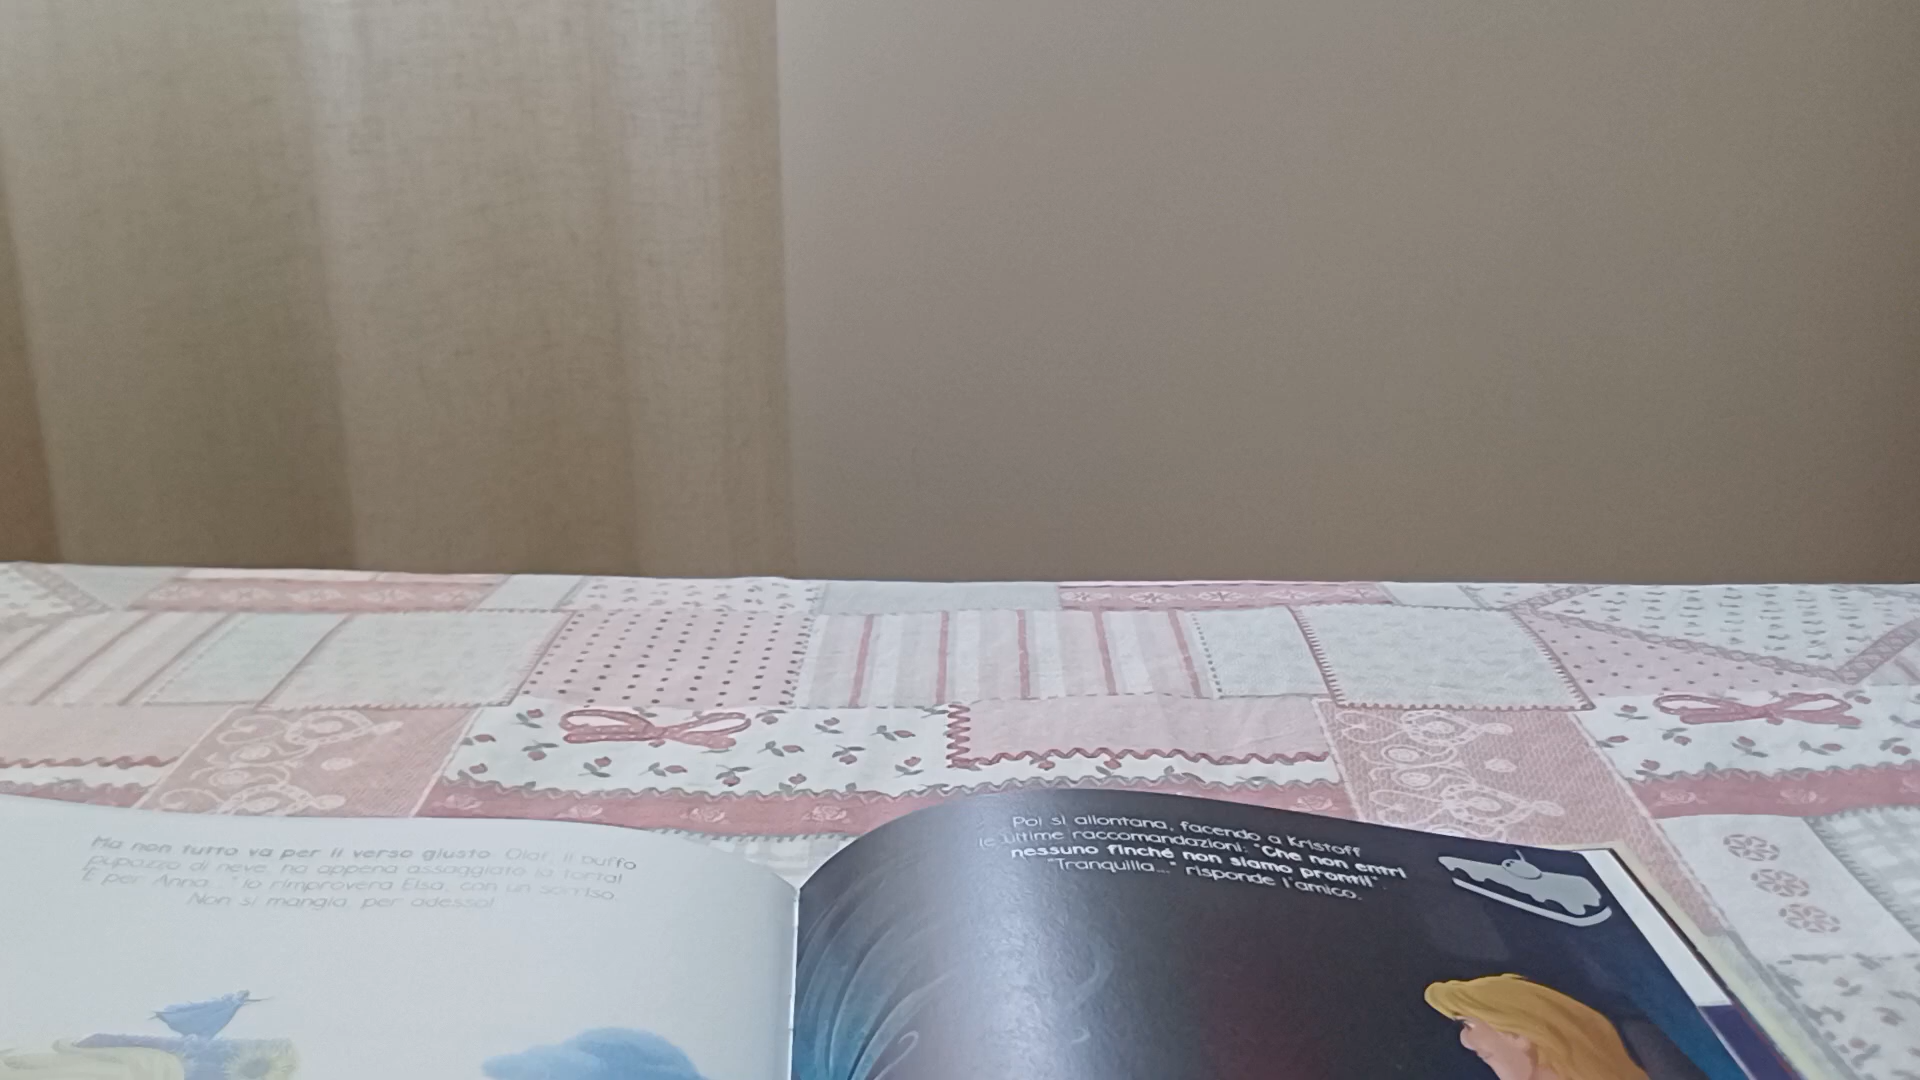 Ma non tutto va per il verso giusto. Olaf, il buffo
pupazzo di neve, ha appena assaggiato la torta!
"È per Anna..." lo rimprovera Elsa, con un sorriso.
Non si mangia, per adesso!
Poi si allontana, facendo a Kristoff
le ultime raccomandazioni: "Che non entri
nessuno finché non siamo pronti!".
"Tranquilla..." risponde l'amico.